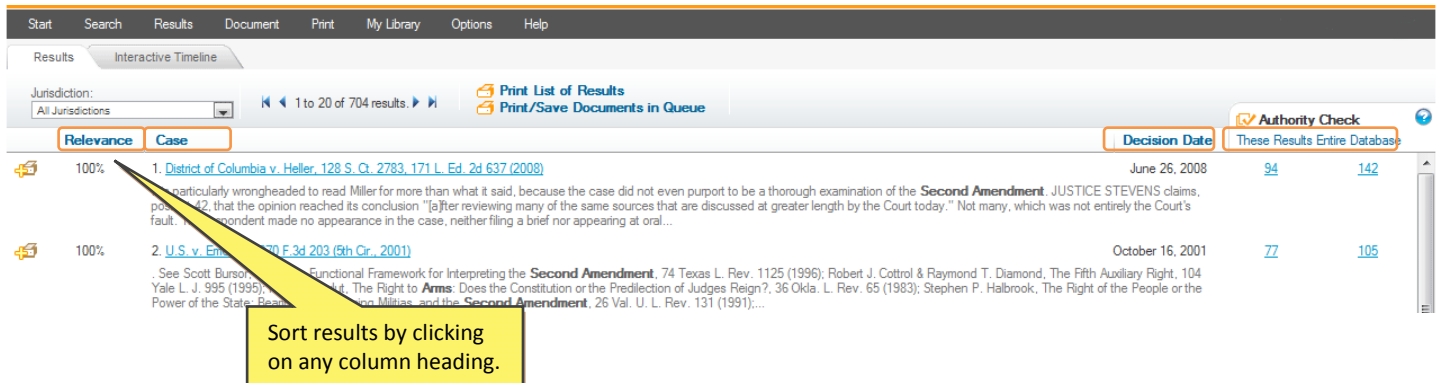 Start Search Results Document Print My Library Options Help
Results Interactive Timeline
Jurisdiction:
All Jurisdictions
1 to 20 of 704 results.
Print List of Results
Print/Save Documents in Queue
Authority Check
Relevance Case Decision Date These Results Entire Database
100% 1. District of Columbia v. Heller, 128 S. Ct. 2783, 171 L. Ed. 2d 637 (2008) June 26, 2008 94 142
particularly wrongheaded to read Miller for more than what it said, because the case did not even purport to be a thorough examination of the Second Amendment. JUSTICE STEVENS claims,
42, that the opinion reached its conclusion "[a]fter reviewing many of the same sources that are discussed at greater length by the Court today." Not many, which was not entirely the Court's
fault. respondent made no appearance in the case, neither filing a brief nor appearing at oral...
100% 2. U.S. v. F.3d 203 (5th Cir., 2001) October 16, 2001 77 105
. See Scott Bursor, Functional Framework for Interpreting the Second Amendment, 74 Texas L. Rev. 1125 (1996); Robert J. Cottrol & Raymond T. Diamond, The Fifth Auxiliary Right, 104
Yale L. J. 995 (1995); The Right to Arms: Does the Constitution or the Predilection of Judges Reign?, 36 Okla. L. Rev. 65 (1983); Stephen P. Halbrook, The Right of the People or the
Power of the State: Militias, and the Second Amendment, 26 Val. U. L. Rev. 131 (1991);...
Sort results by clicking
on any column heading.